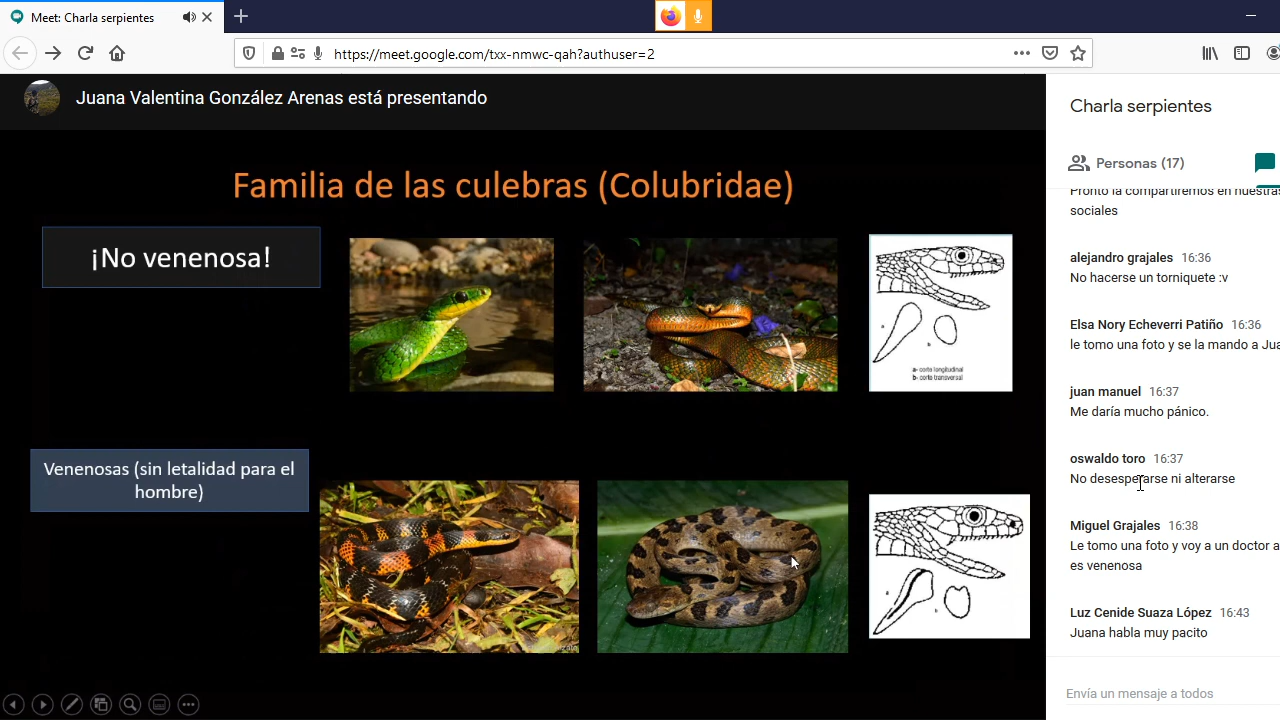 Meet: Charla serpientes
https://meet.google.com/txx-nmwc-qah?authuser=2
Juana Valentina González Arenas está presentando
Familia de las culebras (Colubridae)
¡No venenosa!
a- corte longitudinal
b- corte transversal
Venenosas (sin letalidad para el
hombre)
Charla serpientes
Personas (17)
Pronto la compartiremos en nuestras
sociales
alejandro grajales 16:36
No hacerse un torniquete :v
Elsa Nory Echeverri Patiño 16:36
le tomo una foto y se la mando a Jua
juan manuel 16:37
Me daría mucho pánico.
oswaldo toro 16:37
No desesperarse ni alterarse
Miguel Grajales 16:38
Le tomo una foto y voy a un doctor a
es venenosa
Luz Cenide Suaza López 16:43
Juana habla muy pacito
Envía un mensaje a todos